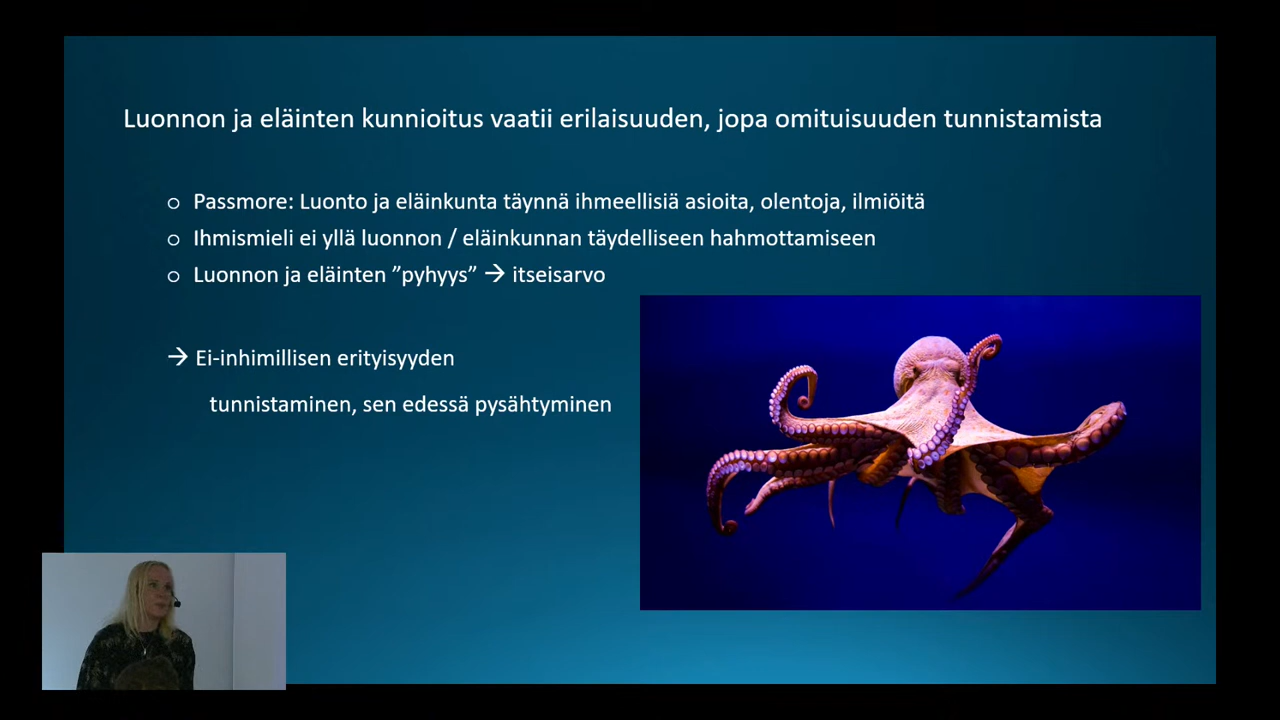 Luonnon ja eläinten kunnioitus vaatii erilaisuuden, jopa omituisuuden tunnistamista
o Passmore: Luonto ja eläinkunta täynnä ihmeellisiä asioita, olentoja, ilmiöitä
o Ihmismieli ei yllä luonnon / eläinkunnan täydelliseen hahmottamiseen
o Luonnon ja eläinten ”pyhyys” → itseisarvo
→ Ei-inhimillisen erityisyyden
tunnistaminen, sen edessä pysähtyminen